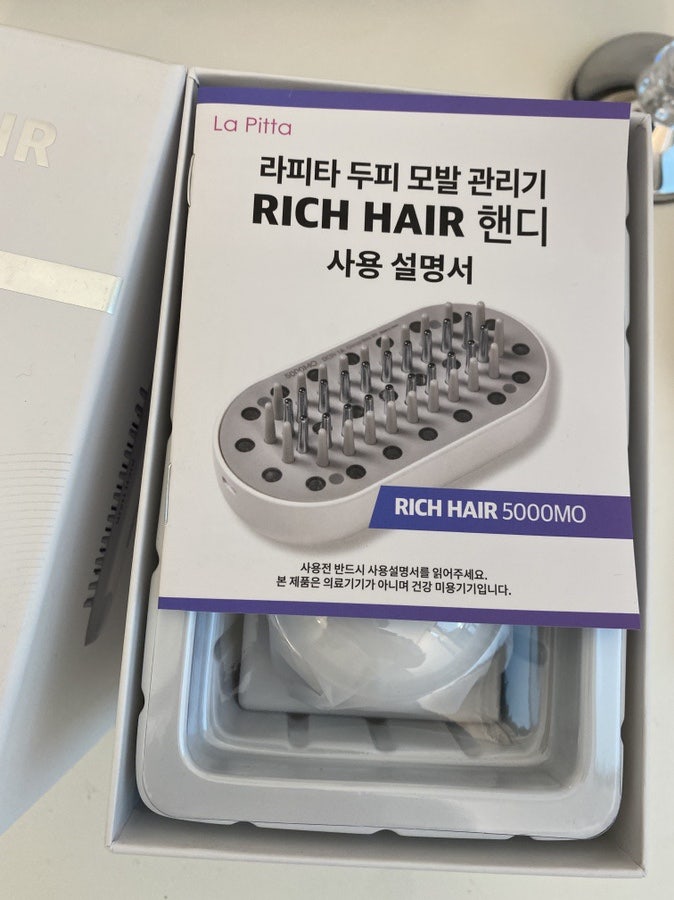 La Pitta
라피타 두피 모발 관리기
RICH HAIR 핸디
사용 설명서
RICH HAIR 5000MO
사용전 반드시 사용설명서를 읽어주세요.
본 제품은 의료기기가 아니며 건강 미용기기입니다.